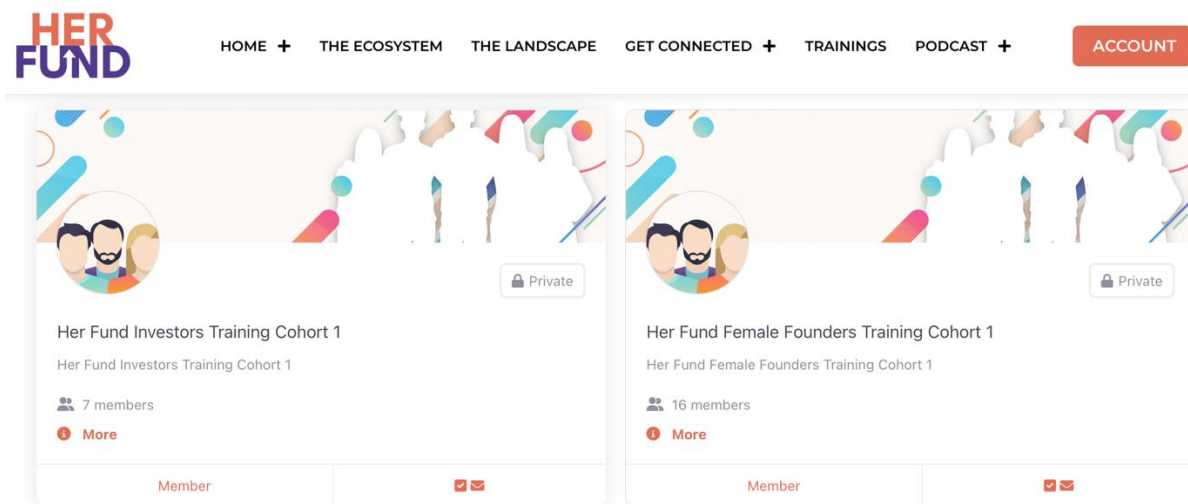 HER
FUND
HOME + THE ECOSYSTEM THE LANDSCAPE GET CONNECTED + TRAININGS PODCAST + ACCOUNT
Private
Her Fund Investors Training Cohort 1
Her Fund Investors Training Cohort 1
7 members
More
Member
Private
Her Fund Female Founders Training Cohort 1
Her Fund Female Founders Training Cohort 1
16 members
More
Member